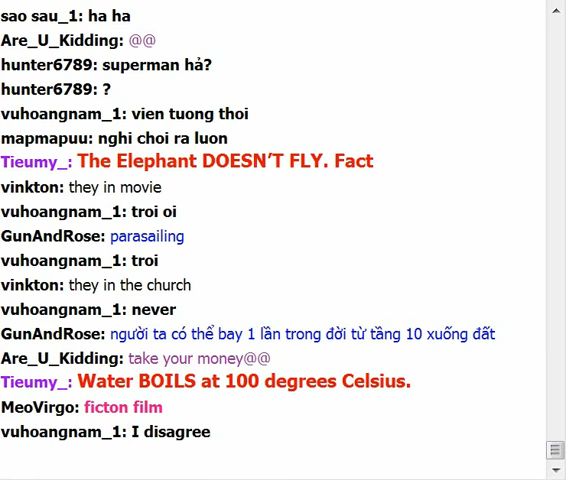 sao sau_1: ha ha
Are_U_Kidding: @@
hunter6789: superman hả?
hunter6789: ?
vuhoangnam_1: vien tuong thoi
mapmapuu: nghi choi ra luon
Tieumy_: The Elephant DOESN'T FLY. Fact
vinkton: they in movie
vuhoangnam_1: troi oi
GunAndRose: parasailing
vuhoangnam_1: troi
vinkton: they in the church
vuhoangnam_1: never
GunAndRose: người ta có thể bay 1 lần trong đời từ tầng 10 xuống đất
Are_U_Kidding: take your money@@
Tieumy_: Water BOILS at 100 degrees Celsius.
MeoVirgo: ficton film
vuhoangnam_1: I disagree